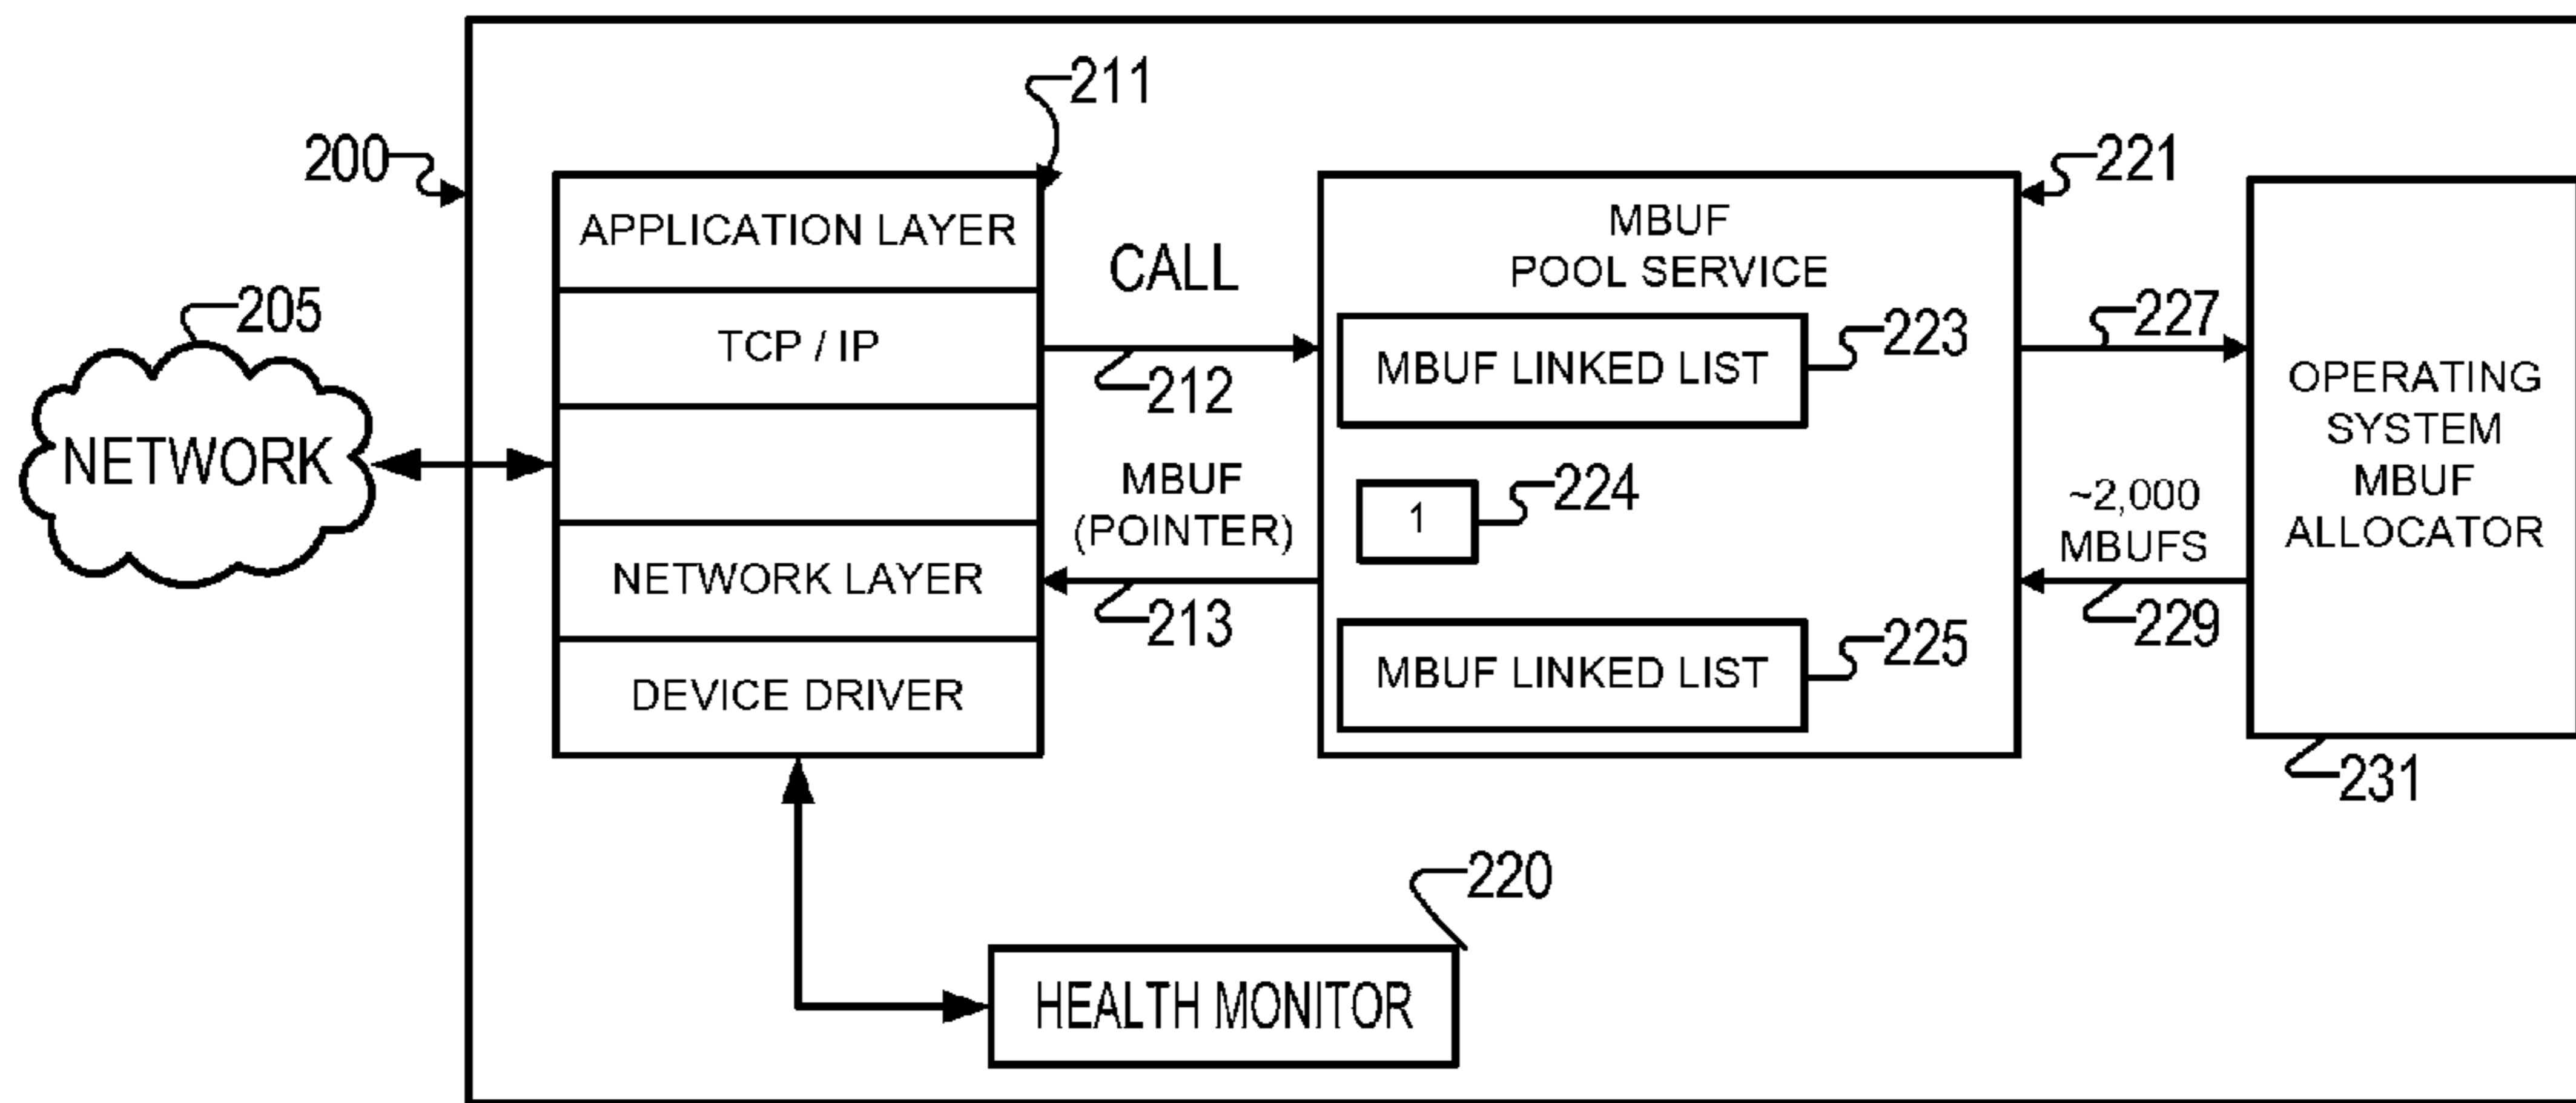 200
205
NETWORK
211
APPLICATION LAYER
TCP / IP
NETWORK LAYER
DEVICE DRIVER
CALL
212
MBUF
(POINTER)
213
221
MBUF
POOL SERVICE
MBUF LINKED LIST
223
1
224
MBUF LINKED LIST
225
227
~2,000
MBUFS
229
OPERATING
SYSTEM
MBUF
ALLOCATOR
231
220
HEALTH MONITOR